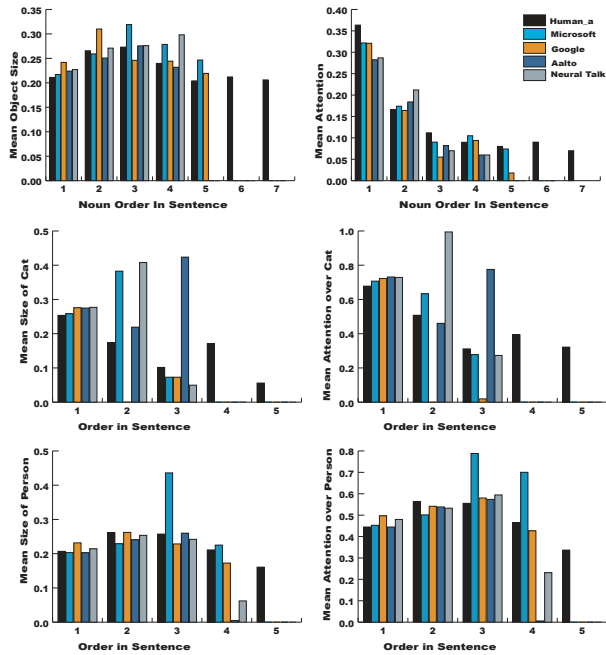 Mean Object Size
0.35
0.30
0.25
0.20
0.15
0.10
0.05
0.00
1 2 3 4 5 6 7
Noun Order In Sentence
Mean Attention
0.40
0.35
0.30
0.25
0.20
0.15
0.10
0.05
0.00
1 2 3 4 5 6 7
Noun Order In Sentence
Human_a
Microsoft
Google
Aalto
Neural Talk
Mean Size of Cat
0.5
0.4
0.3
0.2
0.1
0.0
1 2 3 4 5
Order in Sentence
Mean Attention over Cat
1.0
0.8
0.6
0.4
0.2
0.0
1 2 3 4 5
Order in Sentence
Mean Size of Person
0.5
0.4
0.3
0.2
0.1
0.0
1 2 3 4 5
Order in Sentence
Mean Attention over Person
0.8
0.7
0.6
0.5
0.4
0.3
0.2
0.1
0.0
1 2 3 4 5
Order in Sentence